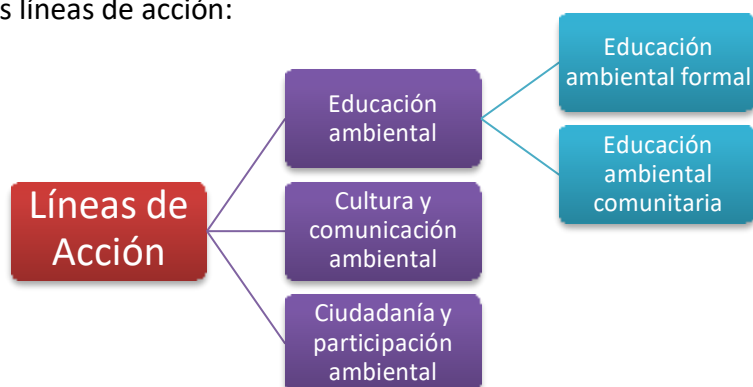 s líneas de acción:
Educación
ambiental formal
Educación
ambiental
Educación
ambiental
comunitaria
Líneas de
Acción
Cultura y
comunicación
ambiental
Ciudadanía y
participación
ambiental